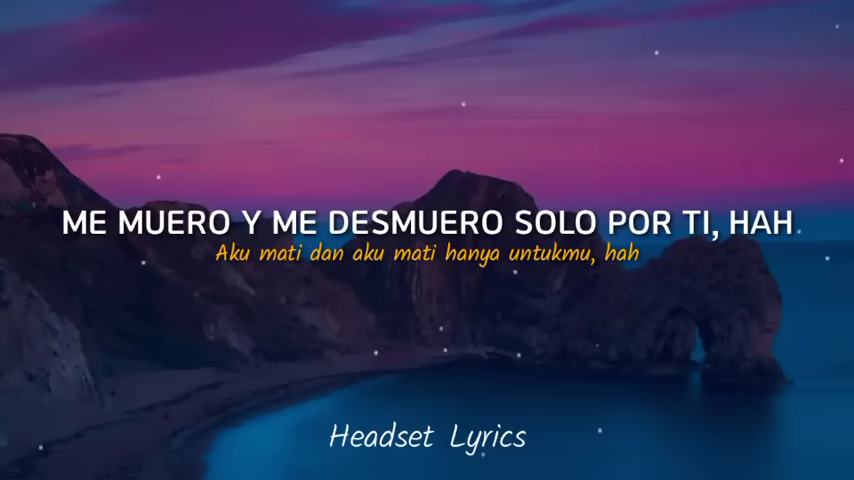 ME MUERO Y ME DESMUERO SOLO POR TI, HAH
Aku mati dan aku mati hanya untukmu, hah
Headset Lyrics